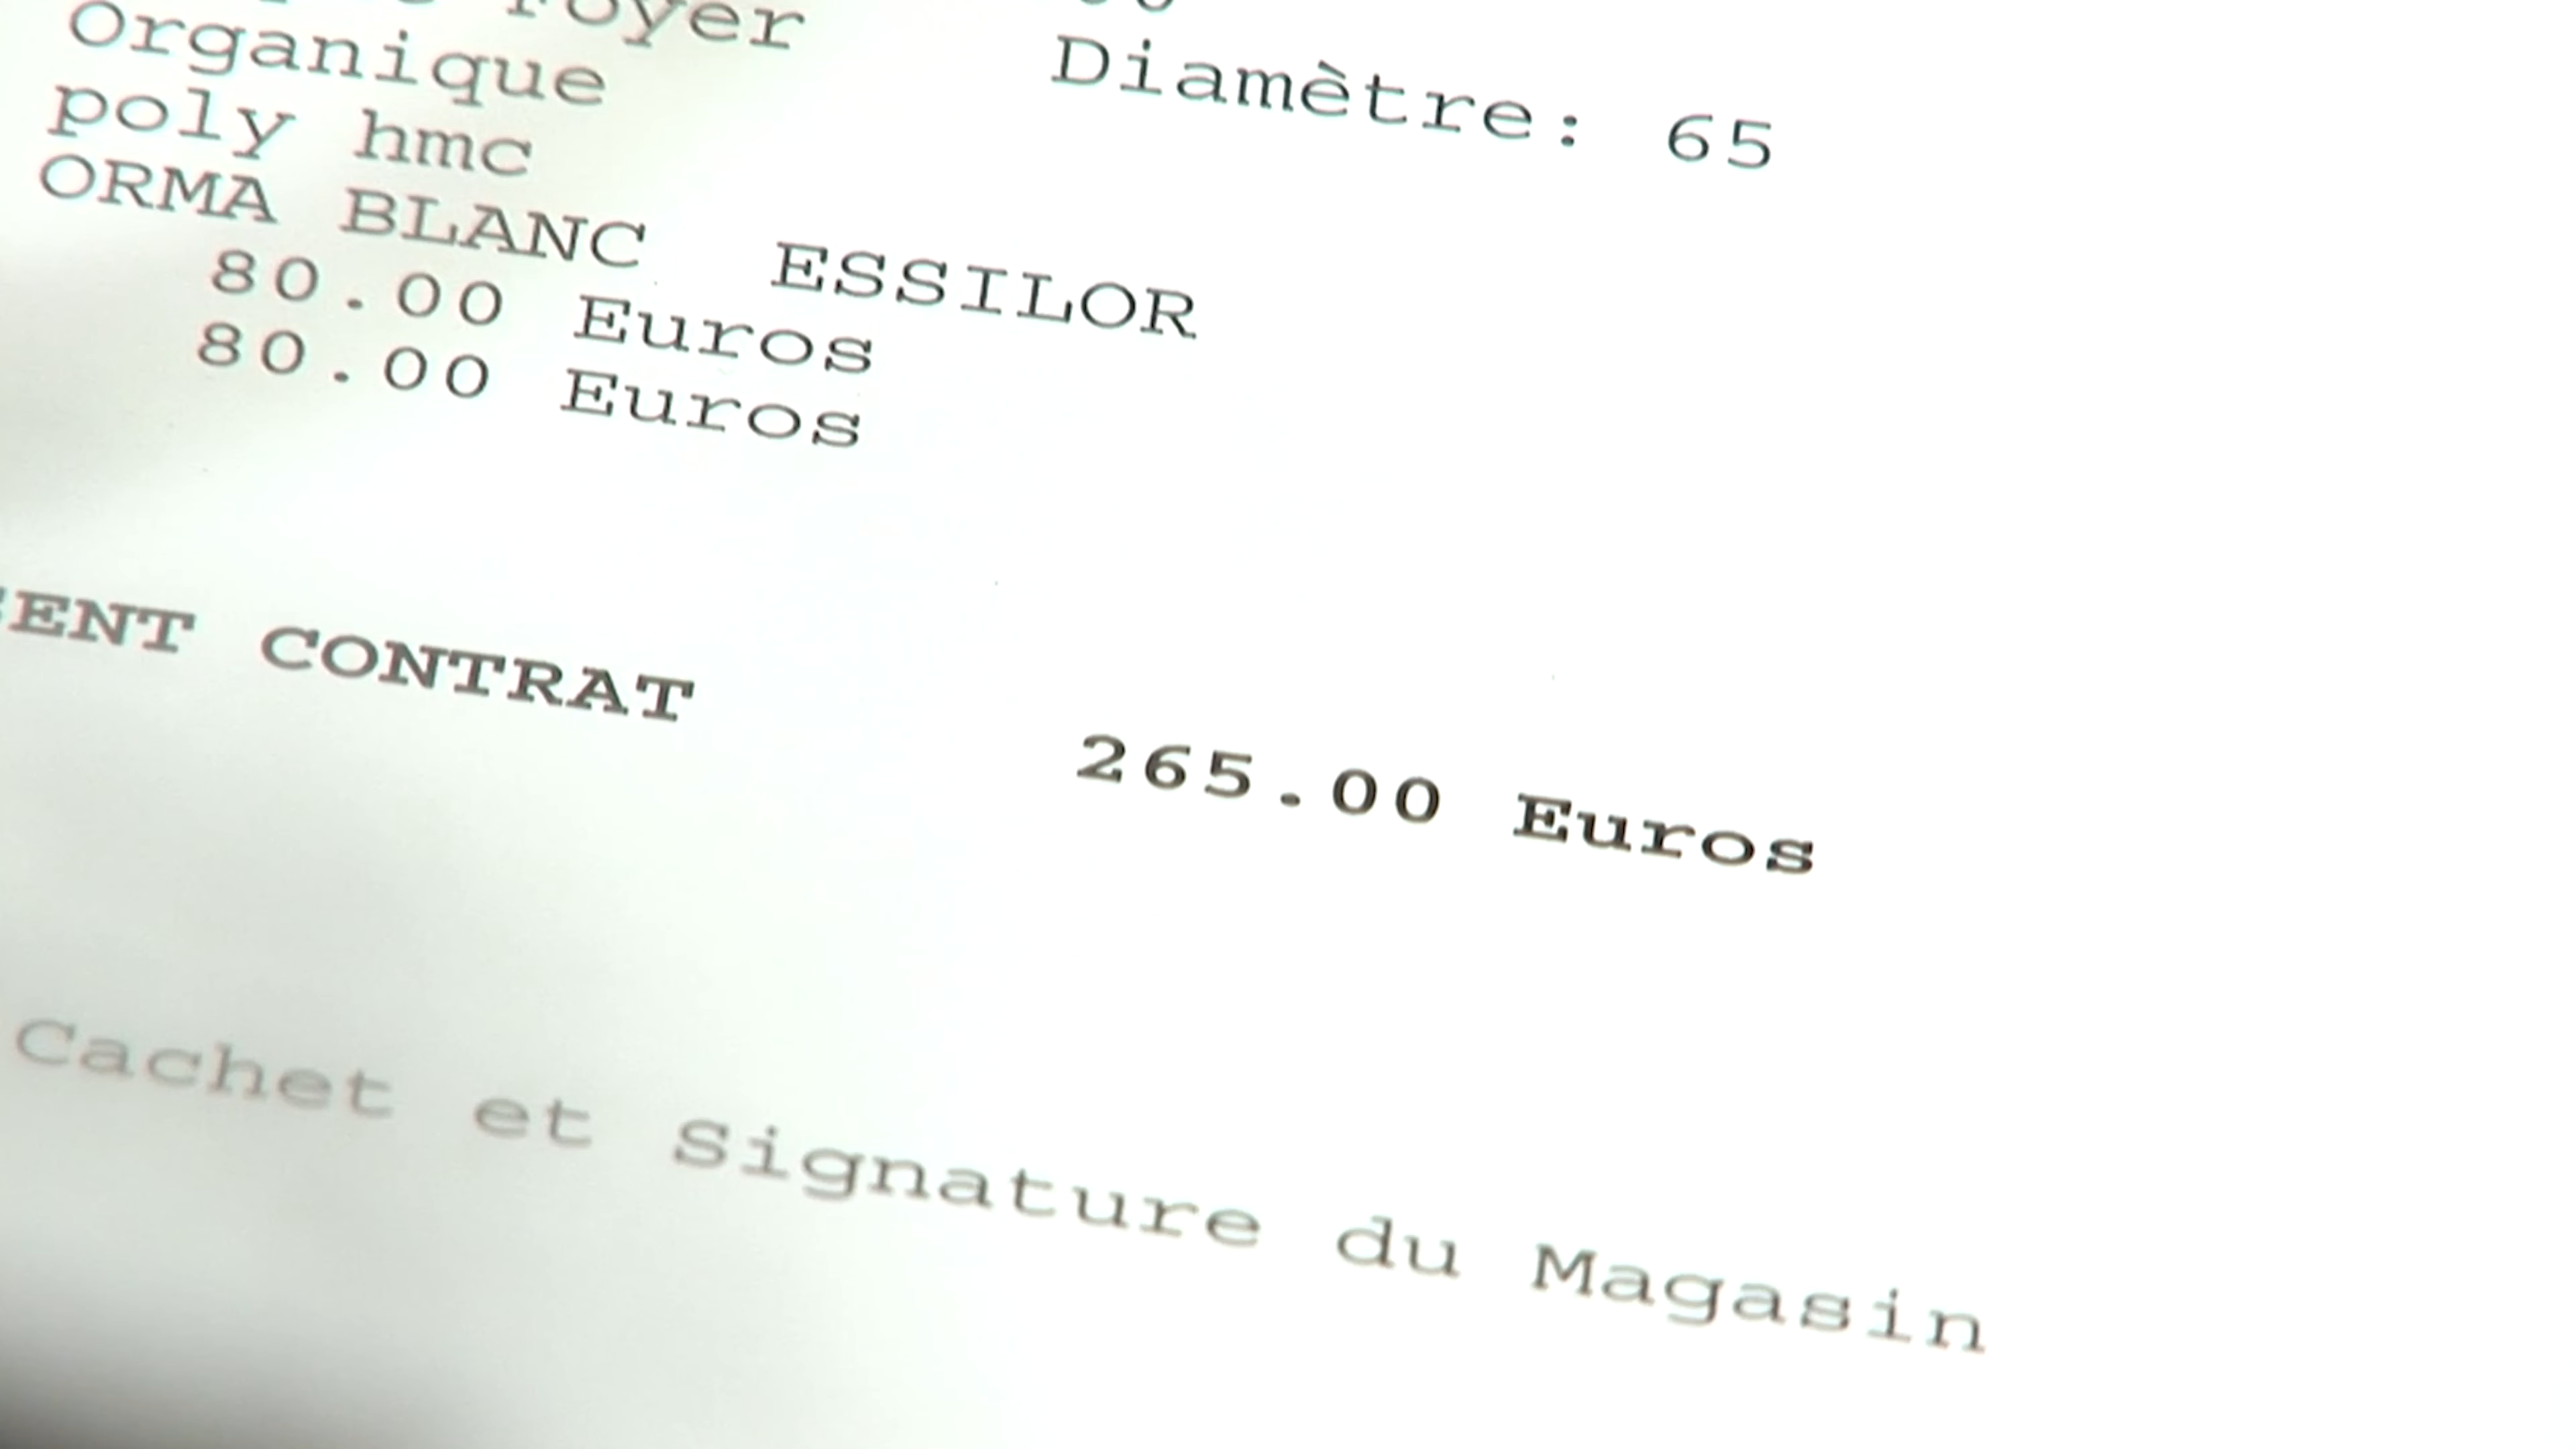 Organique
Diamètre: 65
poly hmc
ORMA BLANC ESSILOR
80.00 Euros
80.00 Euros
CONTRAT
265.00 Euros
Cachet et Signature du Magasin